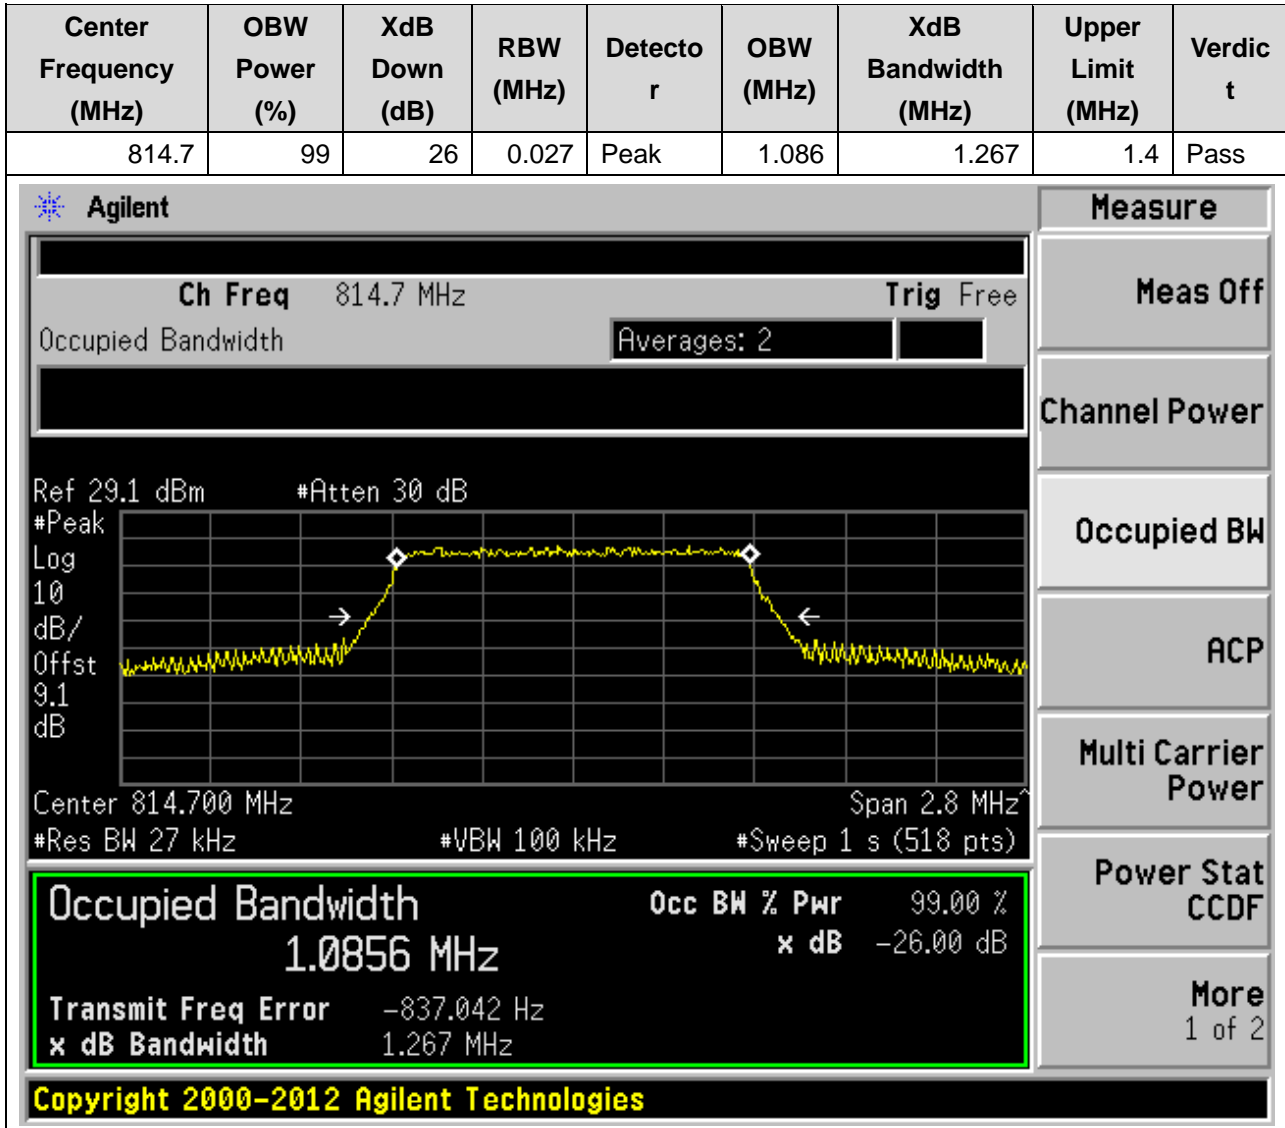 Center Frequency (MHz) OBW Power (%) XdB Down (dB) RBW (MHz) Detector OBW (MHz) XdB Bandwidth (MHz) Upper Limit (MHz) Verdict
814.7 99 26 0.027 Peak 1.086 1.267 1.4 Pass
Agilent
Measure
Ch Freq 814.7 MHz Trig Free
Occupied Bandwidth Averages: 2
Meas Off
Channel Power
Occupied BW
ACP
Multi Carrier
Power
Power Stat
CCDF
More
1 of 2
Ref 29.1 dBm #Atten 30 dB
#Peak
Log
10
dB/
Offst
9.1
dB
Center 814.700 MHz Span 2.8 MHz^
#Res BW 27 kHz #VBW 100 kHz #Sweep 1 s (518 pts)
Occupied Bandwidth Occ BW % Pwr 99.00 %
1.0856 MHz x dB -26.00 dB
Transmit Freq Error -837.042 Hz
x dB Bandwidth 1.267 MHz
Copyright 2000-2012 Agilent Technologies